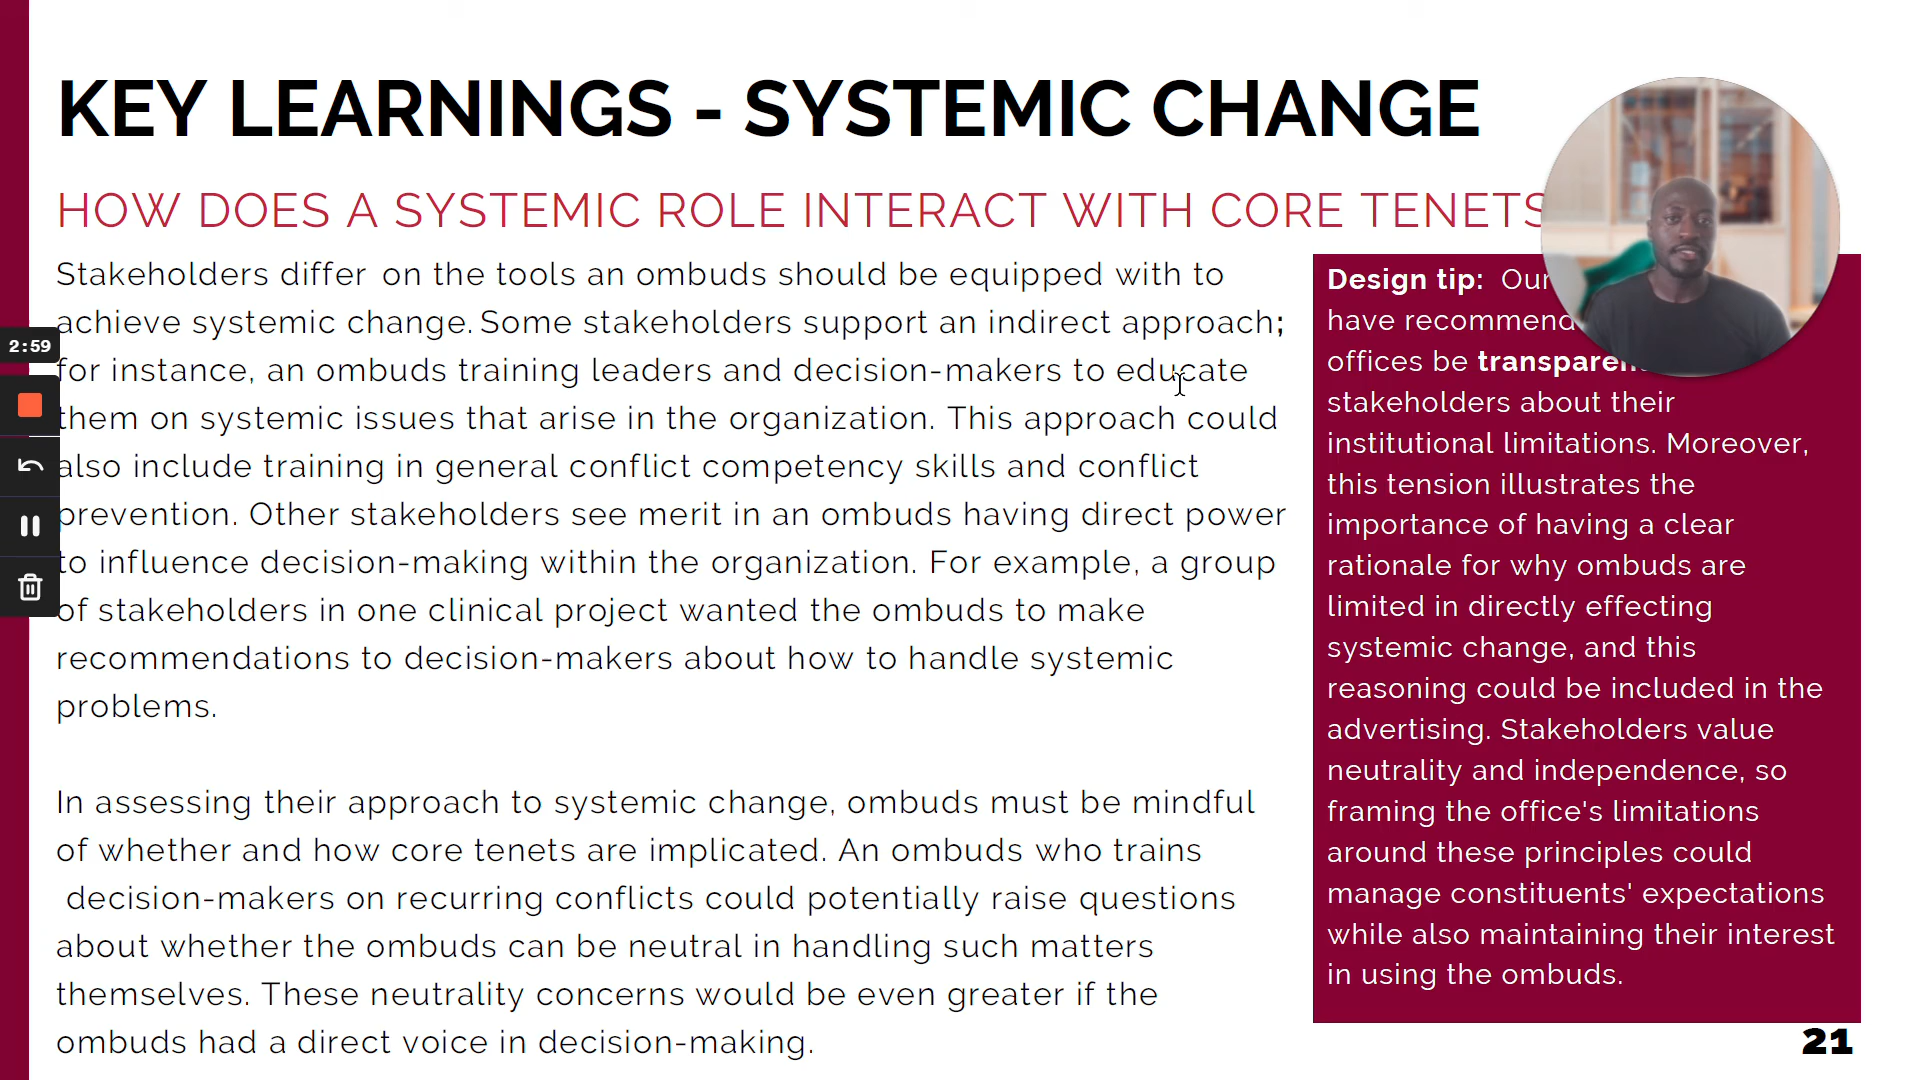 KEY LEARNINGS - SYSTEMIC CHANGE
HOW DOES A SYSTEMIC ROLE INTERACT WITH CORE TENETS
Stakeholders differ on the tools an ombuds should be equipped with to
achieve systemic change. Some stakeholders support an indirect approach;
for instance, an ombuds training leaders and decision-makers to educate
them on systemic issues that arise in the organization. This approach could
also include training in general conflict competency skills and conflict
prevention. Other stakeholders see merit in an ombuds having direct power
to influence decision-making within the organization. For example, a group
of stakeholders in one clinical project wanted the ombuds to make
recommendations to decision-makers about how to handle systemic
problems.
In assessing their approach to systemic change, ombuds must be mindful
of whether and how core tenets are implicated. An ombuds who trains
decision-makers on recurring conflicts could potentially raise questions
about whether the ombuds can be neutral in handling such matters
themselves. These neutrality concerns would be even greater if the
ombuds had a direct voice in decision-making.
Design tip: Our
have recommend
offices be
stakeholders about their
institutional limitations. Moreover,
this tension illustrates the
importance of having a clear
rationale for why ombuds are
limited in directly effecting
systemic change, and this
reasoning could be included in the
advertising. Stakeholders value
neutrality and independence, so
framing the office's limitations
around these principles could
manage constituents' expectations
while also maintaining their interest
in using the ombuds.
21
2:59